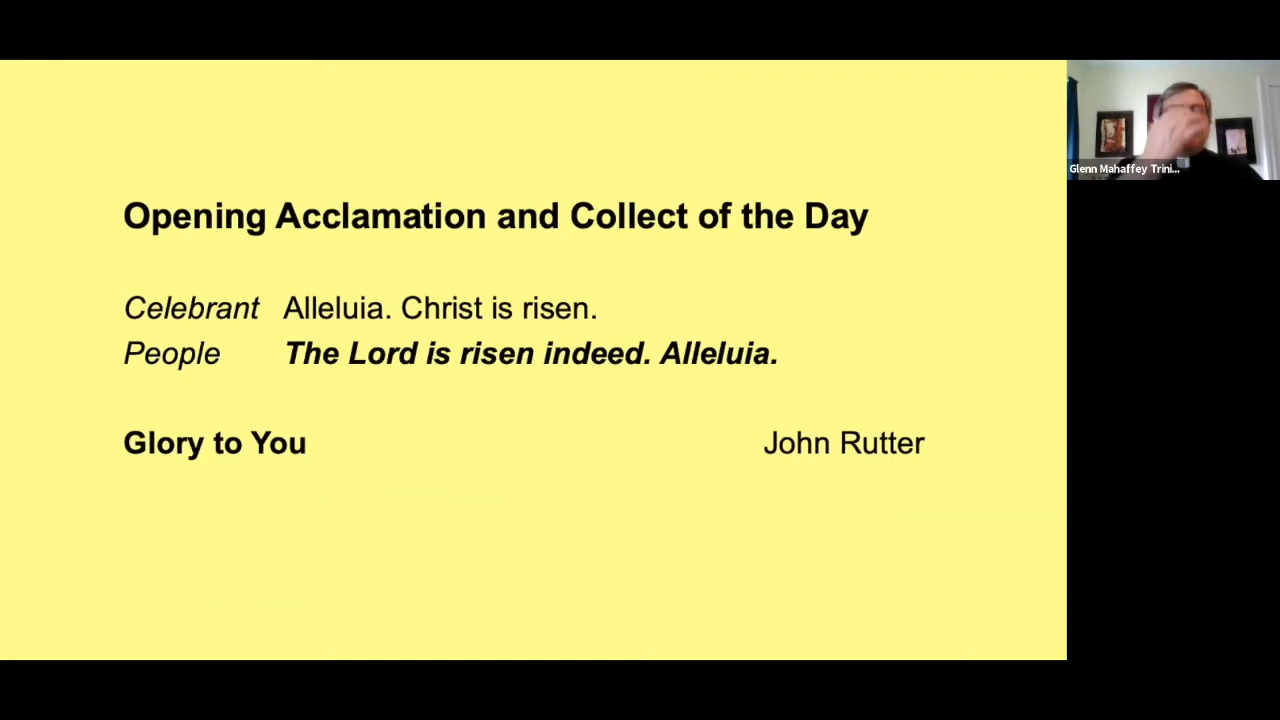 Opening Acclamation and Collect of the Day
Celebrant Alleluia. Christ is risen.
People The Lord is risen indeed. Alleluia.
Glory to You John Rutter
Glenn Mahaffey Trini...